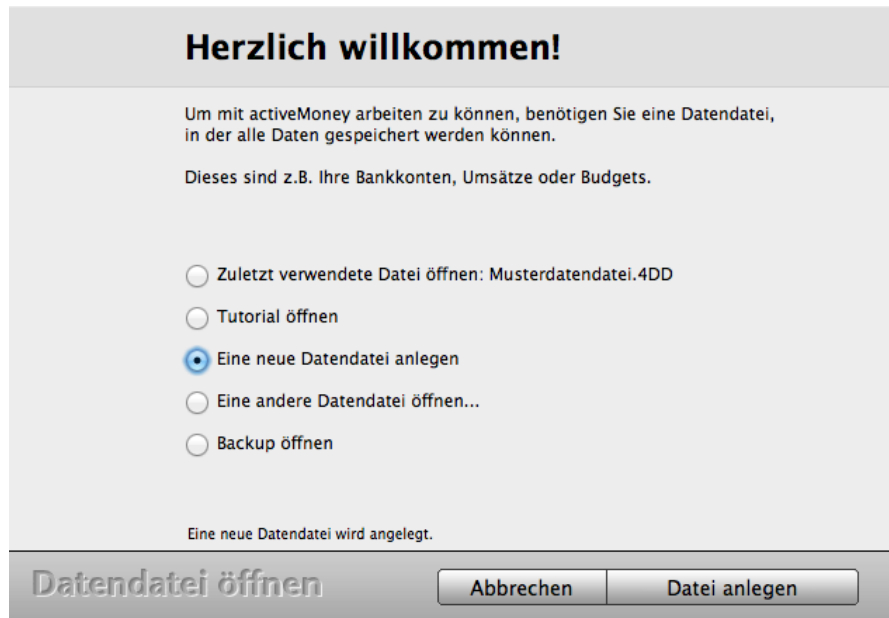 Herzlich willkommen!
Um mit activeMoney arbeiten zu können, benötigen Sie eine Datendatei,
in der alle Daten gespeichert werden können.
Dieses sind z.B. Ihre Bankkonten, Umsätze oder Budgets.
Zuletzt verwendete Datei öffnen: Musterdatendatei.4DD
Tutorial öffnen
Eine neue Datendatei anlegen
Eine andere Datendatei öffnen...
Backup öffnen
Eine neue Datendatei wird angelegt.
Datendatei öffnen
Abbrechen
Datei anlegen